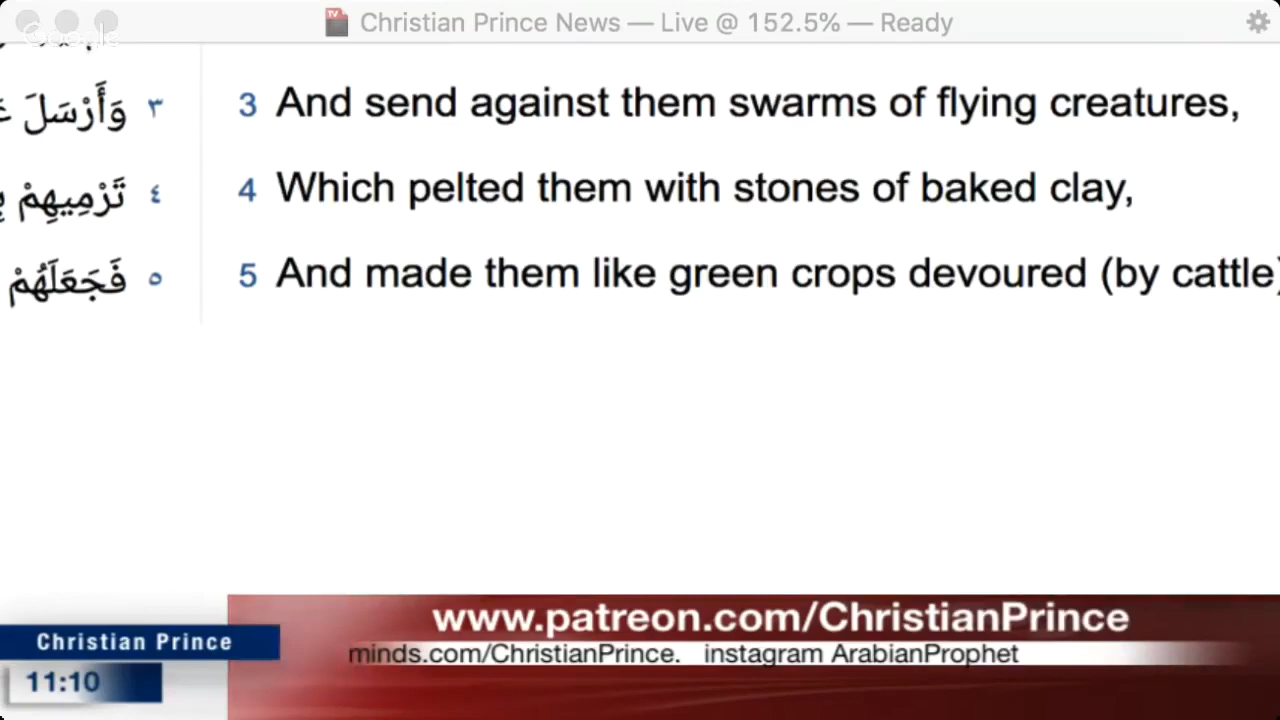 Christian Prince News — Live @ 152.5% — Ready
Google
٣ وَأَرْسَلَ
3 And send against them swarms of flying creatures,
٤ تَرْمِيهِمْ
4 Which pelted them with stones of baked clay,
٥ فَجَعَلَهُمْ
5 And made them like green crops devoured (by cattle)
www.patreon.com/ChristianPrince
Christian Prince
minds.com/ChristianPrince. instagram ArabianProphet
11:10